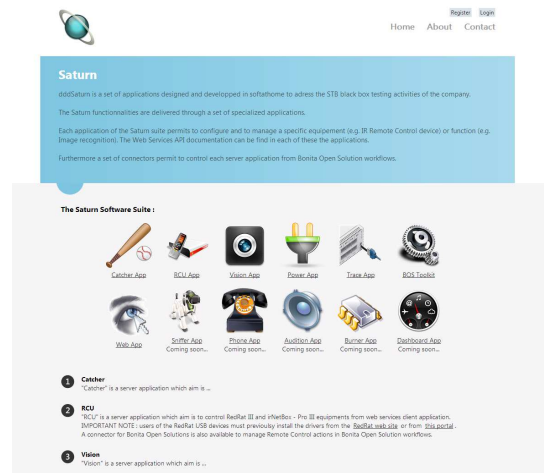 Register Login
Home About Contact
Saturn
dddSaturn is a set of applications designed and developped in softathome to adress the STB black box testing activities of the company.
The Saturn functionnalities are delivered through a set of specialized applications.
Each application of the Saturn suite permits to configure and to manage a specific equipement (e.g. IR Remote Control device) or function (e.g.
Image recognition). The Web Services API documentation can be find in each of these the applications.
Furthermore a set of connectors permit to control each server application from Bonita Open Solution workflows.
The Saturn Software Suite :
Catcher App RCU App Vision App Power App Trace App BOS Toolkit
Web App Sniffer App Phone App Audition App Burner App Dashboard App
Coming soon... Coming soon... Coming soon... Coming soon... Coming soon...
1 Catcher
"Catcher" is a server application which aim is ...
2 RCU
"RCU" is a server application which aim is to control RedRat III and irNetBox - Pro III equipments from web services client application.
IMPORTANT NOTE : users of the RedRat USB devices must previoulsy install the drivers from the RedRat web site or from this portal .
A connector for Bonita Open Solutions is also available to manage Remote Control actions in Bonita Open Solution workflows.
3 Vision
"Vision" is a server application which aim is ...